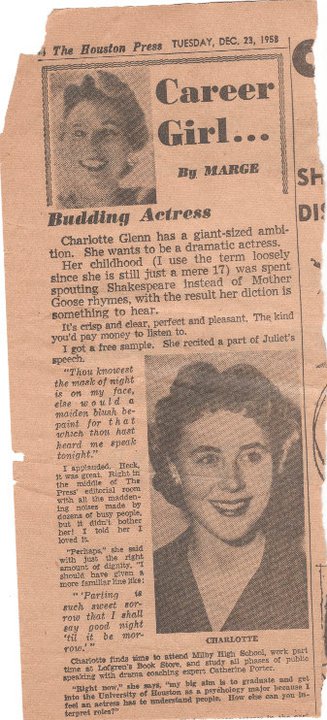 The Houston Press TUESDAY, DEC. 23, 1958
Career
Girl...
By MARGE
Budding Actress
Charlotte Glenn has a giant-sized ambi-
tion. She wants to be a dramatic actress.
Her childhood (I use the term loosely
since she is still just a mere 17) was spent
spouting Shakespeare instead of Mother
Goose rhymes, with the result her diction is
something to hear.
It's crisp and clear, perfect and pleasant. The kind
you'd pay money to listen to.
I got a free sample. She recited a part of Juliet's
speech.
"Thou knowest
the mask of night
is on my face,
else would a
maiden blush be-
paint for that
which thou hast
heard me speak
tonight."
I applauded. Heck,
it was great. Right in
the middle of The
Press' editorial room
with all the madden-
ing noises made by
dozens of busy people,
but it didn't bother
her! I told her I
loved it.
"Perhaps," she said
with just the right
amount of dignity, "I
should have given a
more familiar line like:
"'Parting is
such sweet sor-
row that I shall
say good night
'til it be mor-
row.'"
CHARLOTTE
Charlotte finds time to attend Milby High School, work part
time at Lofgren's Book Store, and study all phases of public
speaking with drama coaching expert Catherine Porter.
"Right now", she says, "my big aim is to graduate and get
into the University of Houston as a psychology major because I
feel an actress has to understand people. How else can you in-
terpret roles?"
SH
DIS